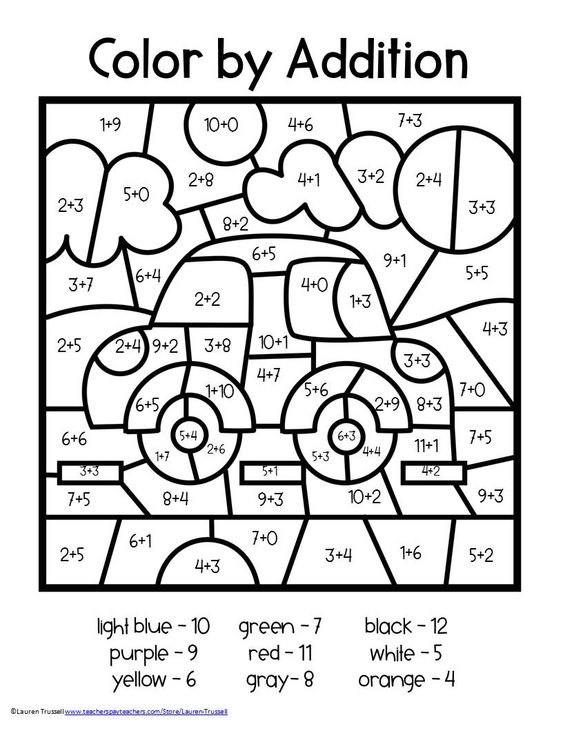 Color by Addition
1+9 10+0 4+6 7+3
2+3 5+0 2+8 4+1 3+2 2+4 3+3
8+2
3+7 6+4 6+5 9+1 5+5
2+2 4+0 1+3
2+5 2+4 9+2 3+8 10+1 3+3 4+3
4+7
6+5 1+10 5+6 2+9 8+3 7+0
6+6 5+4 6+3 11+1 7+5
1+7 2+6 5+3 4+4
3+3 5+1 4+2
7+5 8+4 9+3 10+2 9+3
2+5 6+1 4+3 7+0 3+4 1+6 5+2
light blue - 10 green - 7 black - 12
purple - 9 red - 11 white - 5
yellow - 6 gray- 8 orange - 4
©Lauren Trussell www.teacherspayteachers.com/Store/Lauren-Trussell